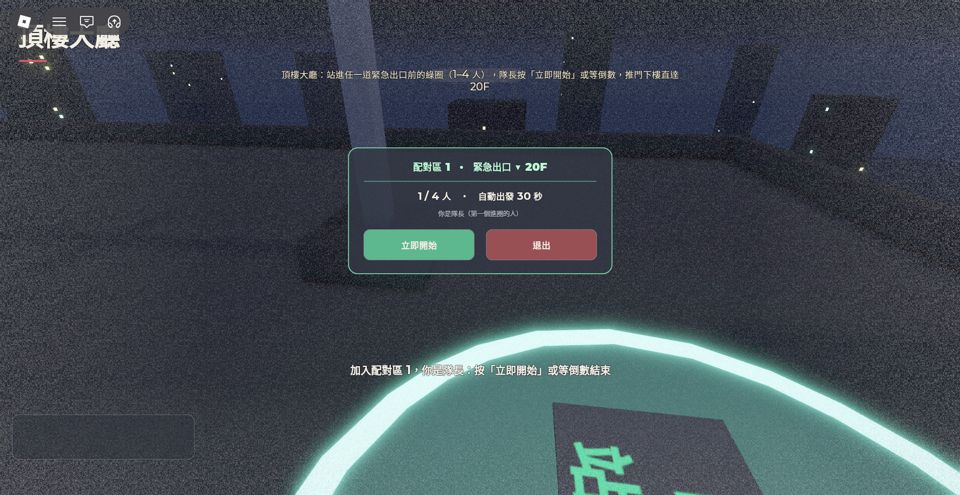 頂樓大廳
頂樓大廳：站進任一道緊急出口前的綠圈（1–4 人），隊長按「立即開始」或等倒數，推門下樓直達
20F
配對區 1 • 緊急出口 ▼ 20F
1 / 4 人 • 自動出發 30 秒
你是隊長（第一個進圈的人）
立即開始
退出
加入配對區 1，你是隊長：按「立即開始」或等倒數結束
站